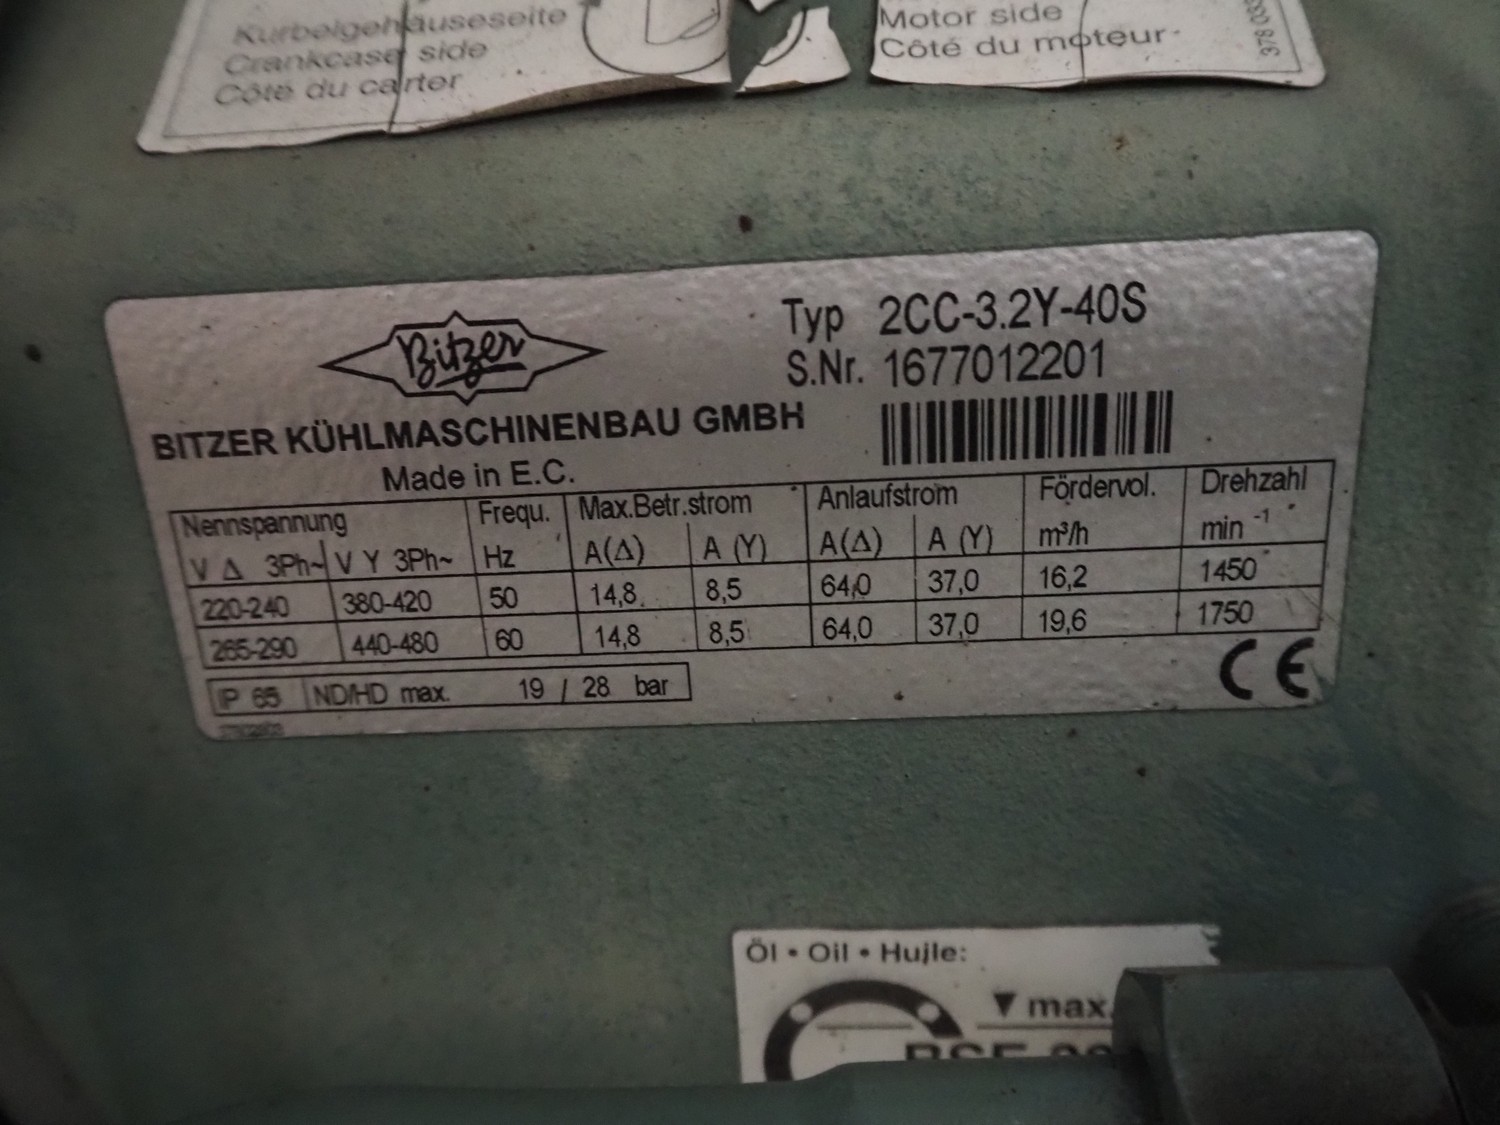 Kurbelgehäuseseite
Crankcase side
Côté du carter
Motor side
Côté du moteur
Bitzer
Typ 2CC-3.2Y-40S
S.Nr. 1677012201
BITZER KÜHLMASCHINENBAU GMBH
Made in E.C.
Nennspannung Frequ. Max.Betr.strom Anlaufstrom Fördervol. Drehzahl
V Δ 3Ph~ V Y 3Ph~ Hz A(Δ) A (Y) A(Δ) A (Y) m³/h min -1
220-240 380-420 50 14,8 8,5 64,0 37,0 16,2 1450
265-290 440-480 60 14,8 8,5 64,0 37,0 19,6 1750
IP 65 ND/HD max. 19 / 28 bar
CE
Öl • Oil • Hujle:
▼ max.